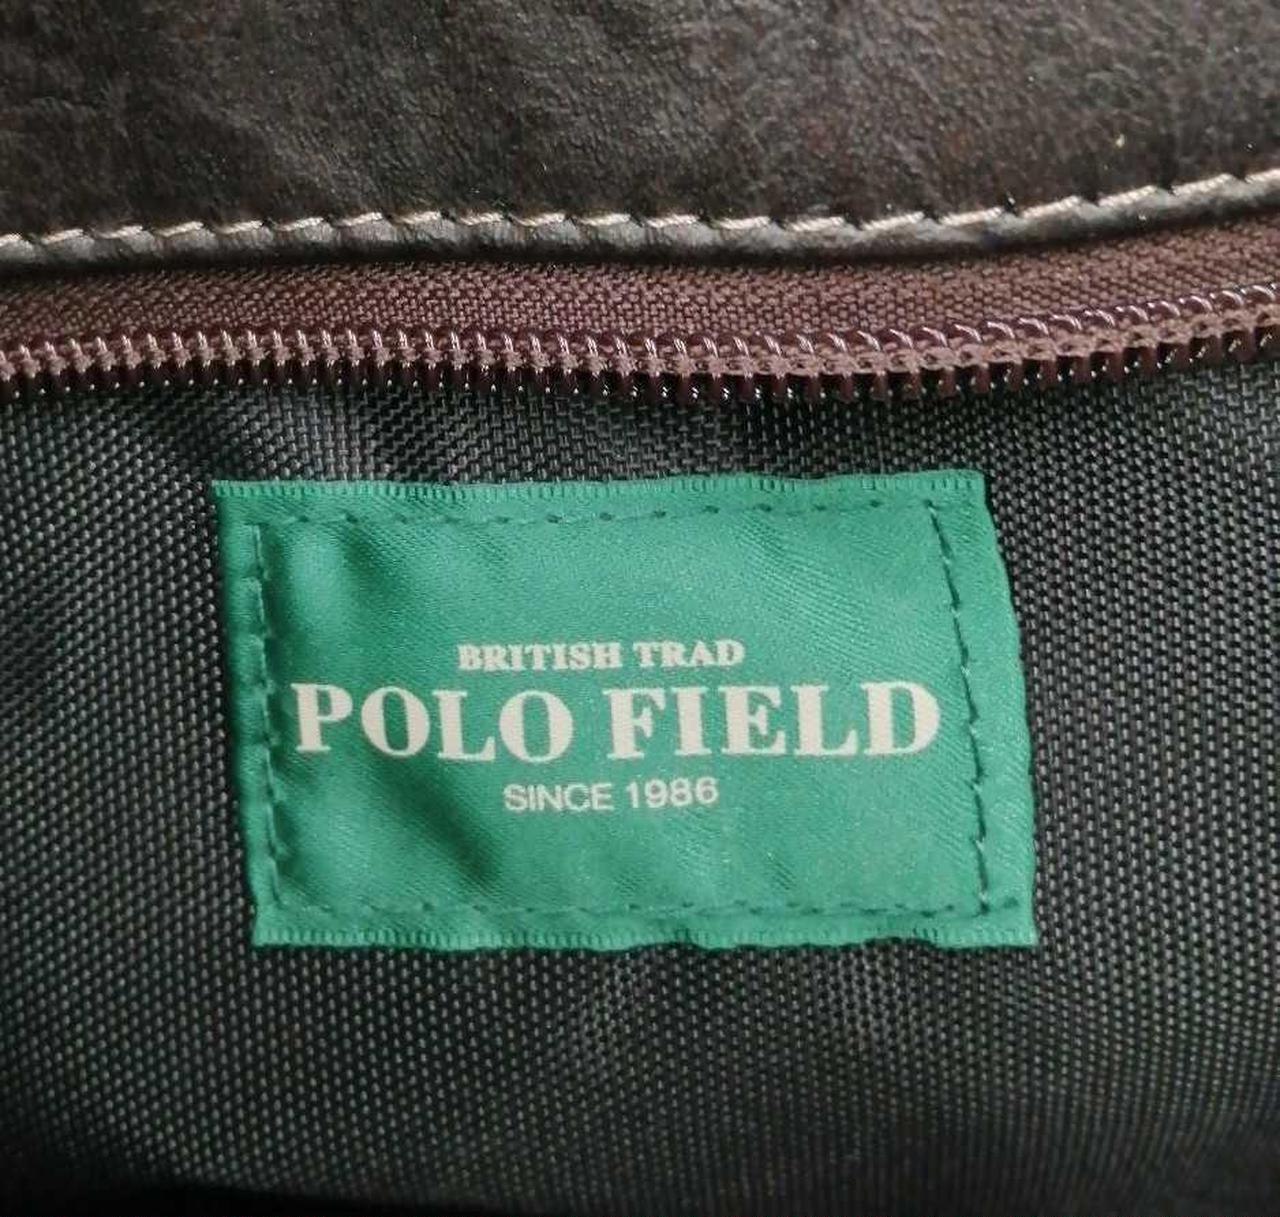 BRITISH TRAD
POLO FIELD
SINCE 1986